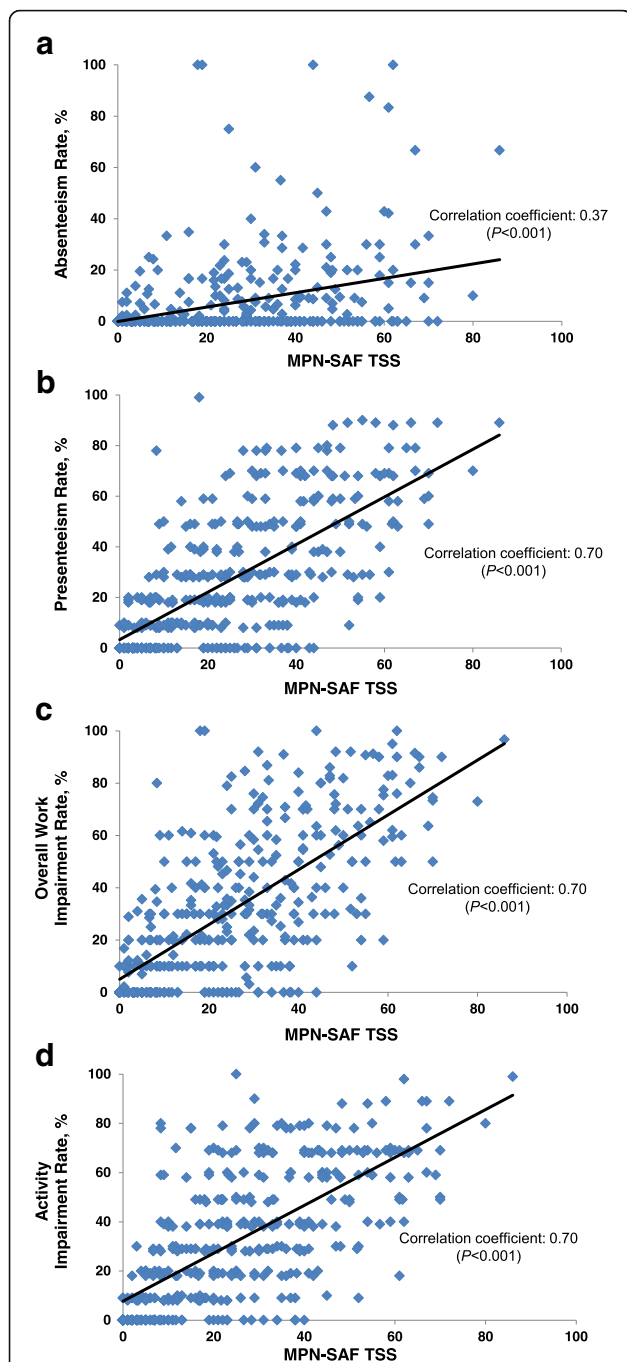 a
100
80
60
40
20
0
Absenteeism Rate, %
Correlation coefficient: 0.37
(P<0.001)
0 20 40 60 80 100
MPN-SAF TSS
b
100
80
60
40
20
0
Presenteeism Rate, %
Correlation coefficient: 0.70
(P<0.001)
0 20 40 60 80 100
MPN-SAF TSS
c
100
80
60
40
20
0
Overall Work
Impairment Rate, %
Correlation coefficient: 0.70
(P<0.001)
0 20 40 60 80 100
MPN-SAF TSS
d
100
80
60
40
20
0
Activity
Impairment Rate, %
Correlation coefficient: 0.70
(P<0.001)
0 20 40 60 80 100
MPN-SAF TSS